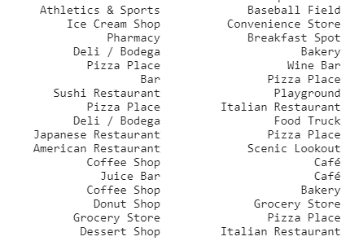 Athletics & Sports Baseball Field
Ice Cream Shop Convenience Store
Pharmacy Breakfast Spot
Deli / Bodega Bakery
Pizza Place Wine Bar
Bar Pizza Place
Sushi Restaurant Playground
Pizza Place Italian Restaurant
Deli / Bodega Food Truck
Japanese Restaurant Pizza Place
American Restaurant Scenic Lookout
Coffee Shop Café
Juice Bar Café
Coffee Shop Bakery
Donut Shop Grocery Store
Grocery Store Pizza Place
Dessert Shop Italian Restaurant